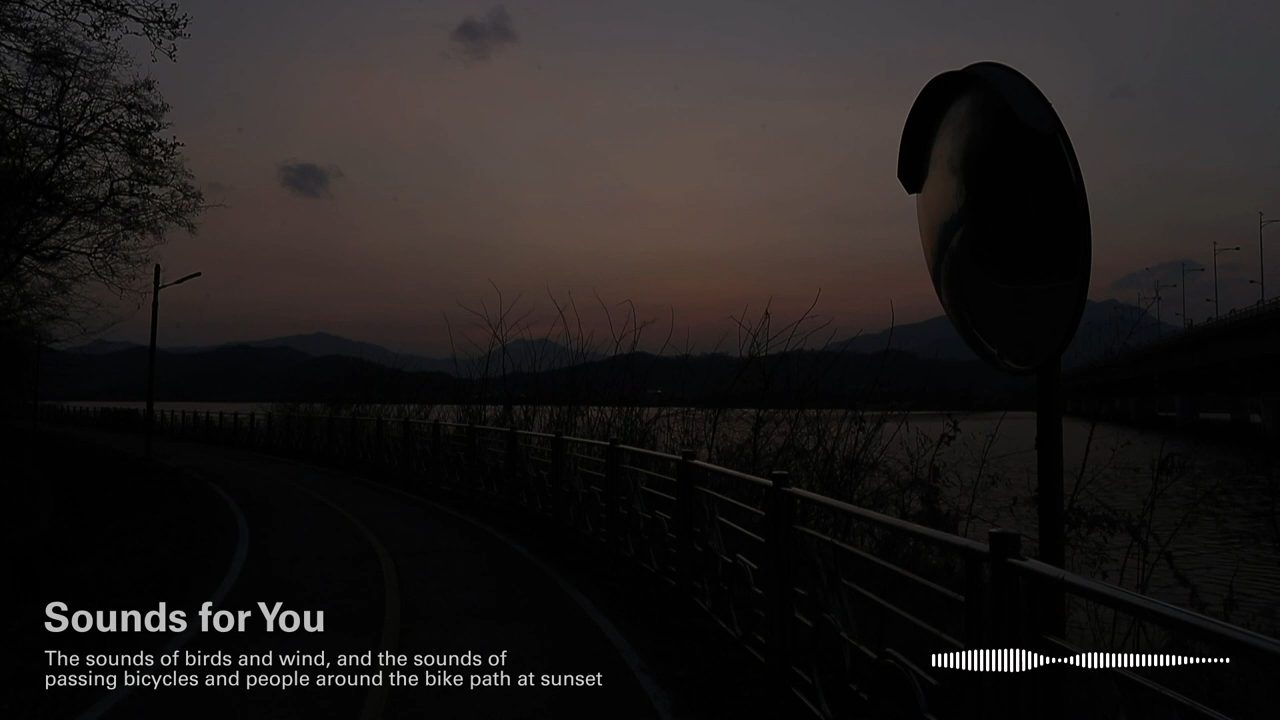 Sounds for You
The sounds of birds and wind, and the sounds of
passing bicycles and people around the bike path at sunset